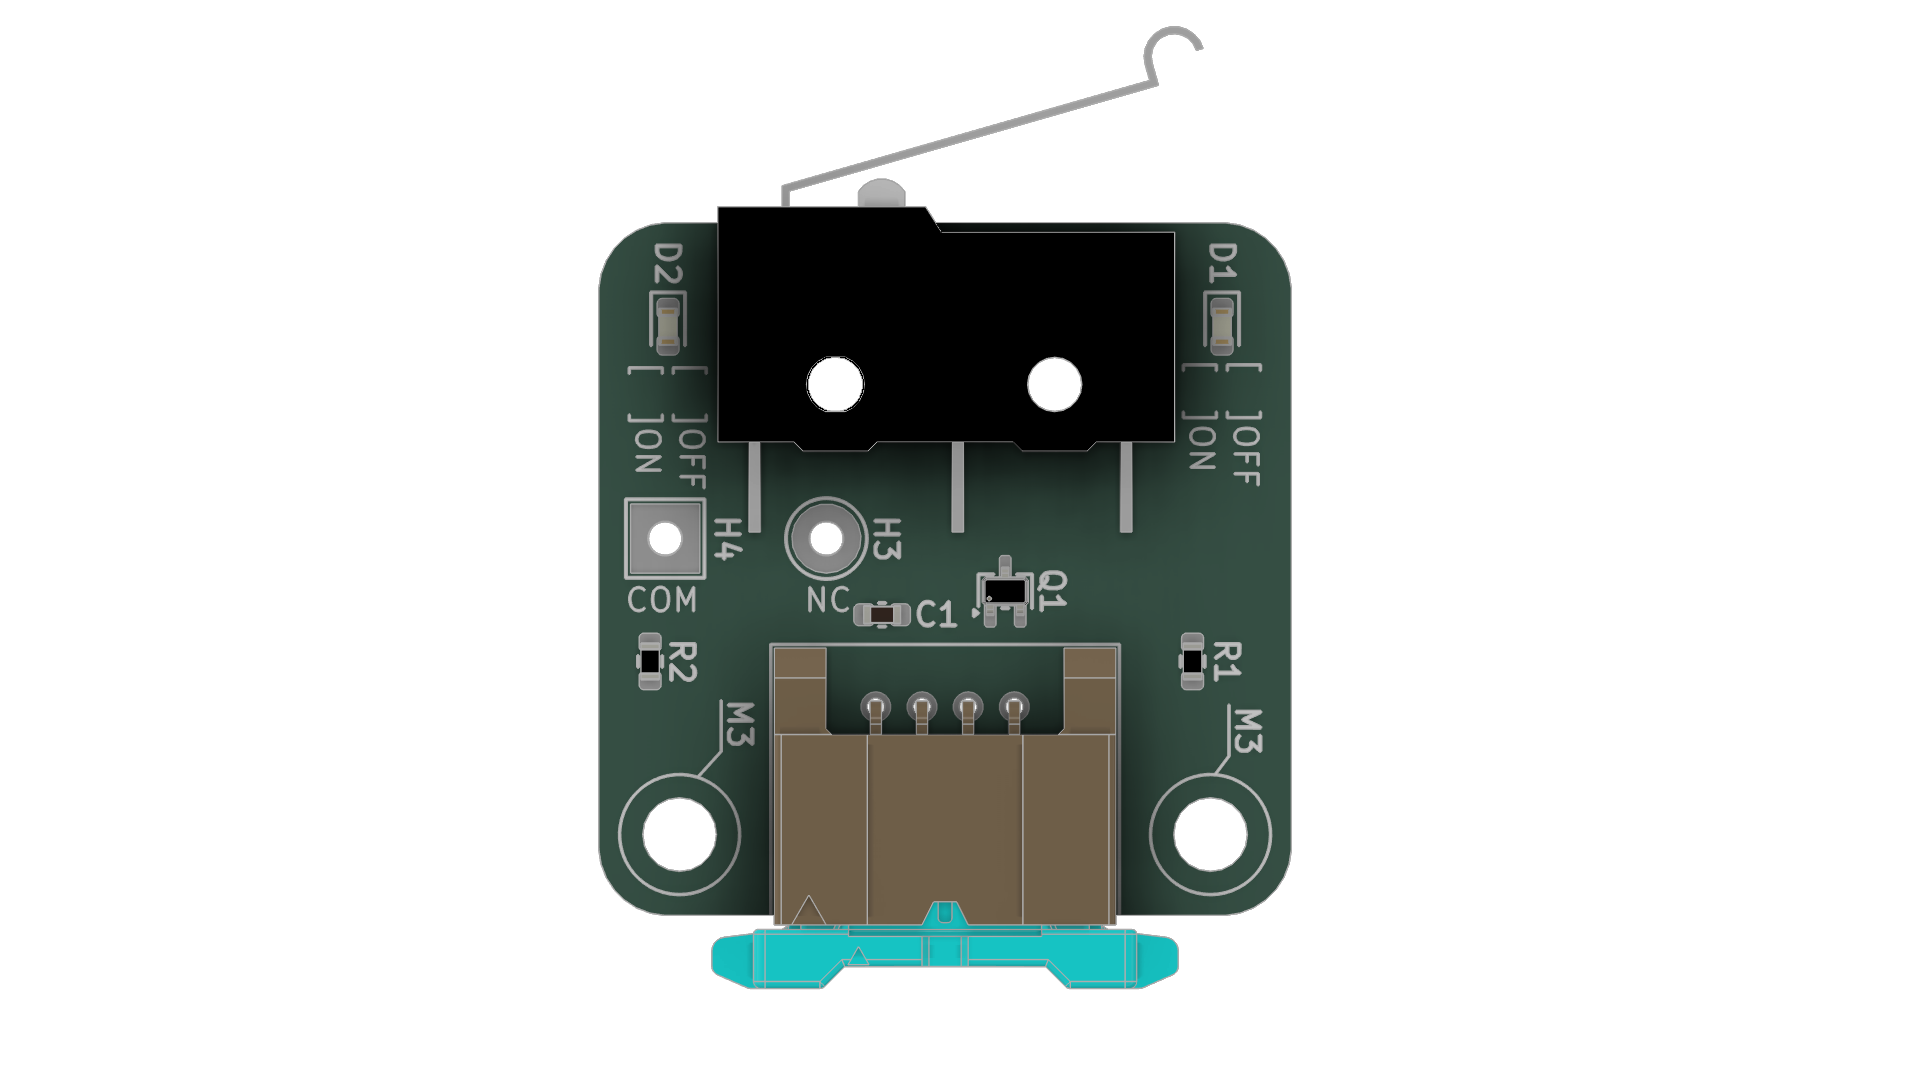 D2
D1
[ ]ON
[ ]OFF
[ ]ON
[ ]OFF
H4
H3
COM
NC
C1
Q1
R2
R1
M3
M3